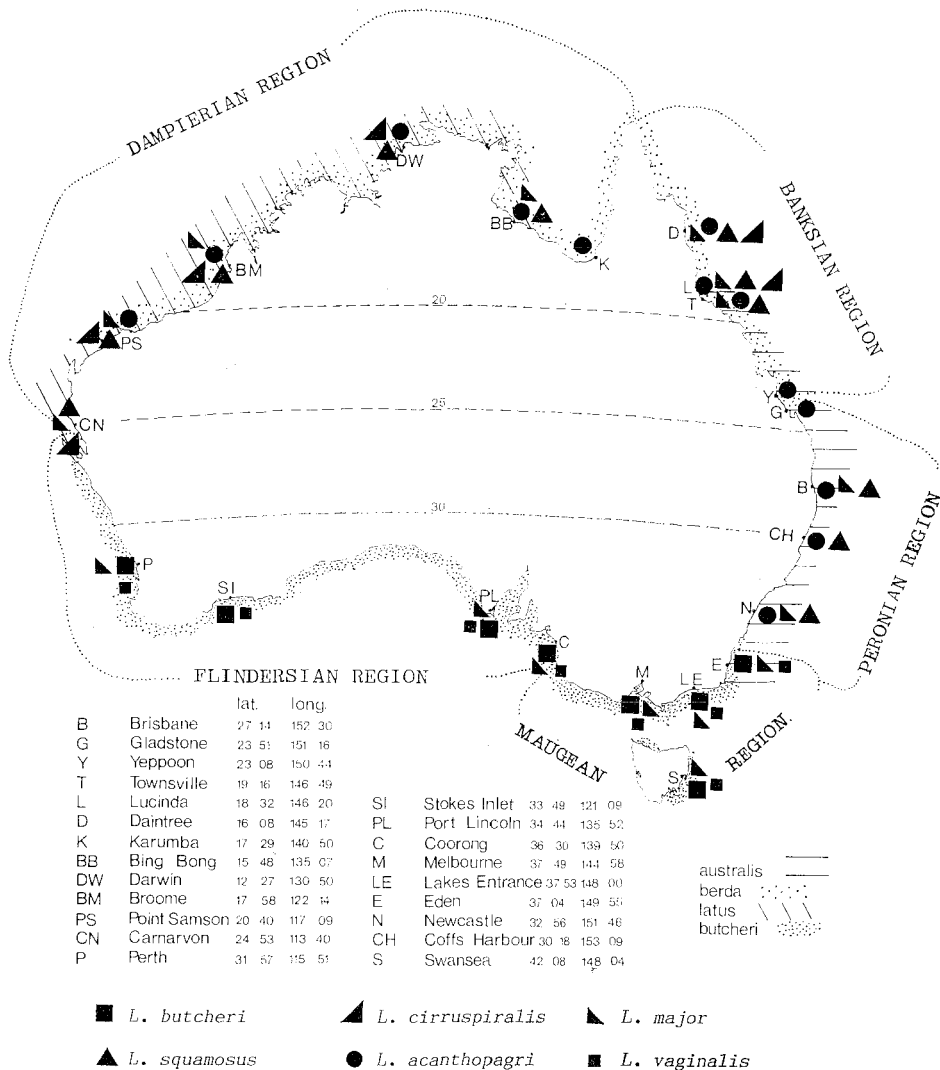 DAMPIERIAN REGION
BANKSIAN REGION
PERONIAN REGION
FLINDERSIAN REGION
MAUGEAN REGION
DW
BB
K
D
L
T
BM
PS
CN
20
25
30
Y
G
B
CH
N
E
P
SI
PL
C
M
LE
S
lat. long.
B Brisbane 27 14 152 30
G Gladstone 23 51 151 16
Y Yeppoon 23 08 150 44
T Townsville 19 16 146 49
L Lucinda 18 32 146 20
D Daintree 16 08 145 17
K Karumba 17 29 140 50
BB Bing Bong 15 48 135 07
DW Darwin 12 27 130 50
BM Broome 17 58 122 14
PS Point Samson 20 40 117 09
CN Carnarvon 24 53 113 40
P Perth 31 57 115 51
SI Stokes Inlet 33 49 121 09
PL Port Lincoln 34 44 135 52
C Coorong 36 30 139 50
M Melbourne 37 49 144 58
LE Lakes Entrance 37 53 148 00
E Eden 37 04 149 55
N Newcastle 32 56 151 46
CH Coffs Harbour 30 18 153 09
S Swansea 42 08 148 04
australis
berda
latus
butcheri
L. butcheri L. cirruspiralis L. major
L. squamosus L. acanthopagri L. vaginalis